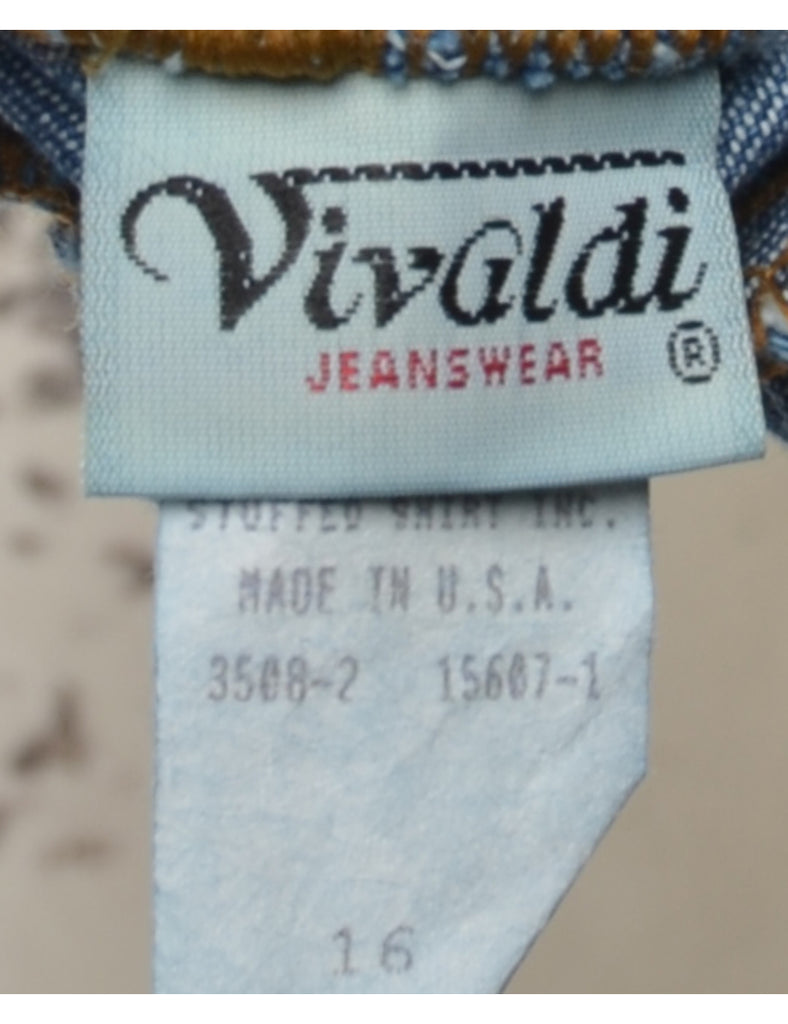 Vivaldi
JEANSWEAR ®
STUFFED SHIRT INC.
MADE IN U.S.A.
3508-2 15607-1
16